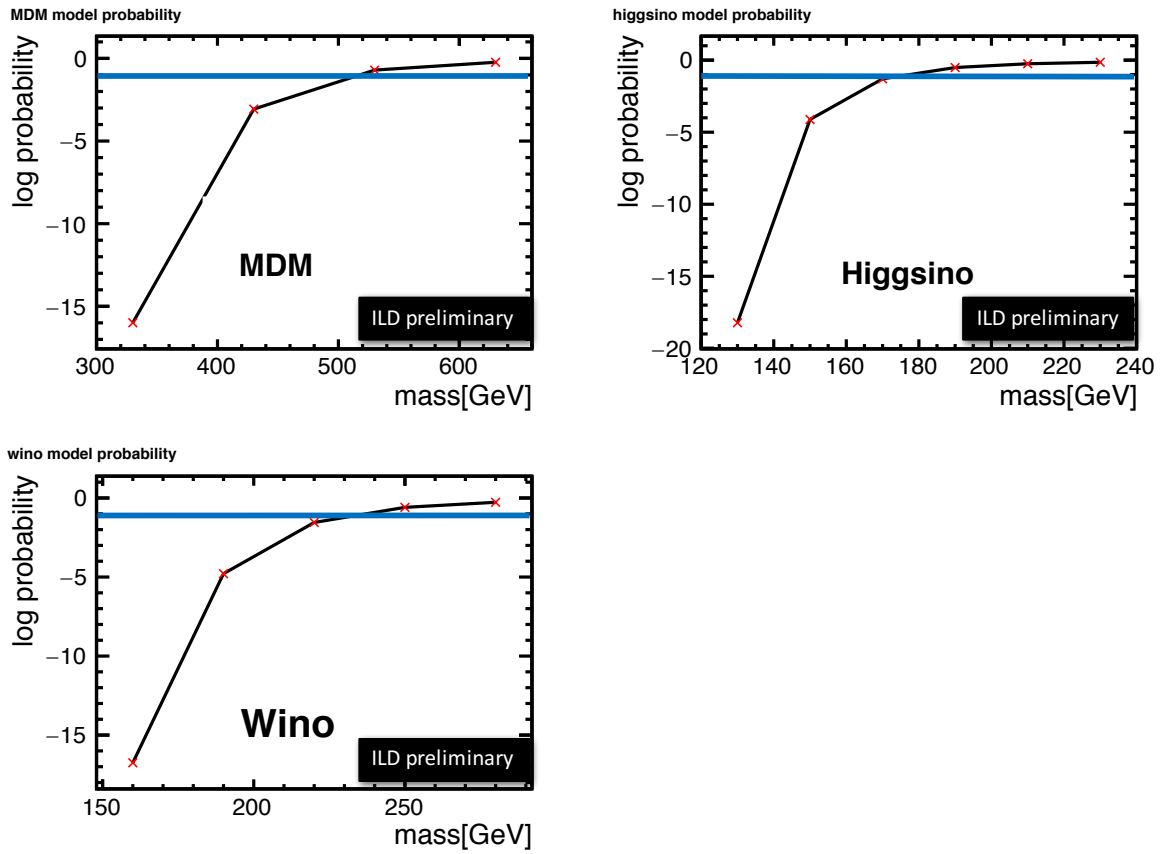 MDM model probability
log probability
0
−5
−10
−15
MDM
ILD preliminary
300 400 500 600
mass[GeV]
higgsino model probability
log probability
0
−5
−10
−15
−20
Higgsino
ILD preliminary
120 140 160 180 200 220 240
mass[GeV]
wino model probability
log probability
0
−5
−10
−15
Wino
ILD preliminary
150 200 250
mass[GeV]